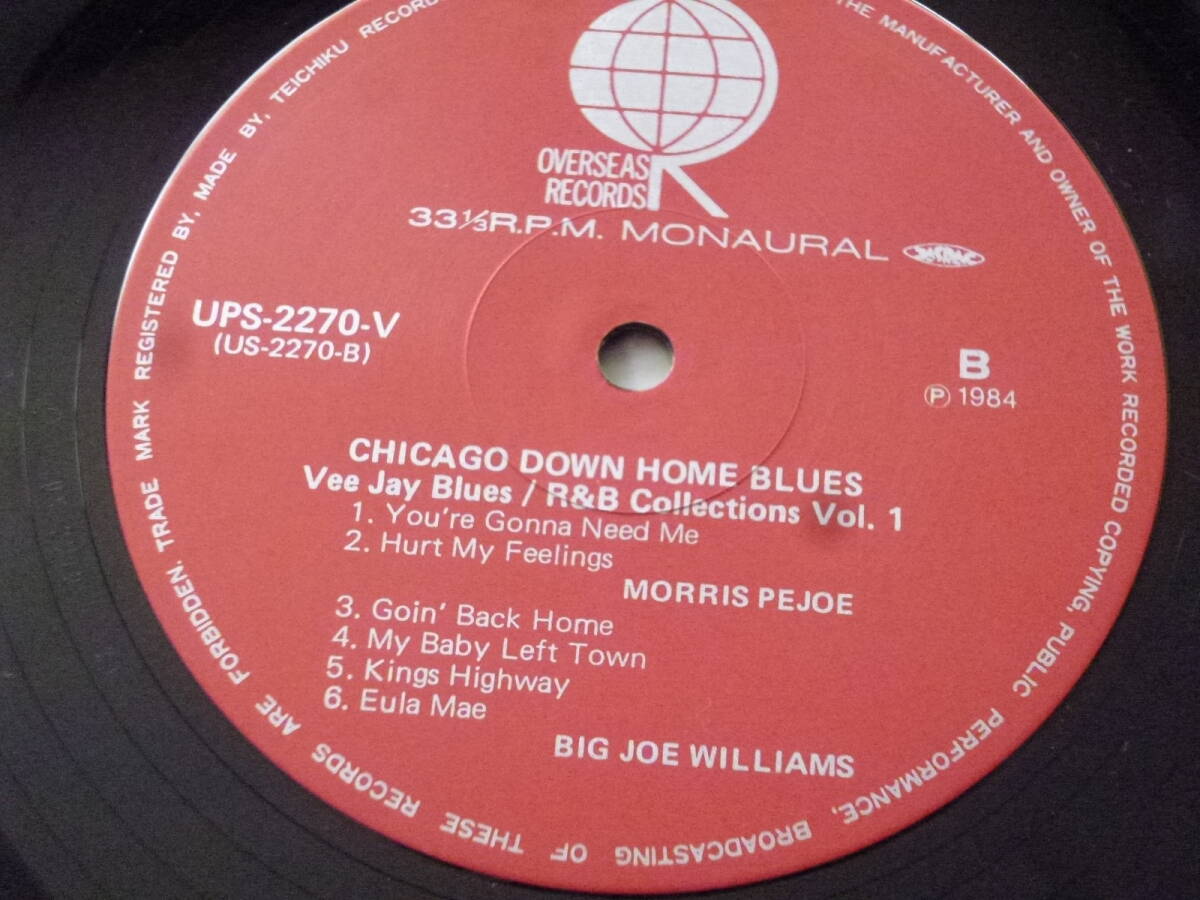 OVERSEAS
RECORDS
33⅓R.P.M. MONAURAL
UPS-2270-V
(US-2270-B)
B
Ⓟ 1984
CHICAGO DOWN HOME BLUES
Vee Jay Blues / R&B Collections Vol. 1
1. You're Gonna Need Me
2. Hurt My Feelings
MORRIS PEJOE
3. Goin' Back Home
4. My Baby Left Town
5. Kings Highway
6. Eula Mae
BIG JOE WILLIAMS
THE MANUFACTURER AND OWNER OF THE WORK RECORDED COPYING, PUBLIC PERFORMANCE, BROADCASTING OF THESE RECORDS ARE FORBIDDEN, TRADE MARK REGISTERED BY, MADE BY, TEICHIKU RECORDS